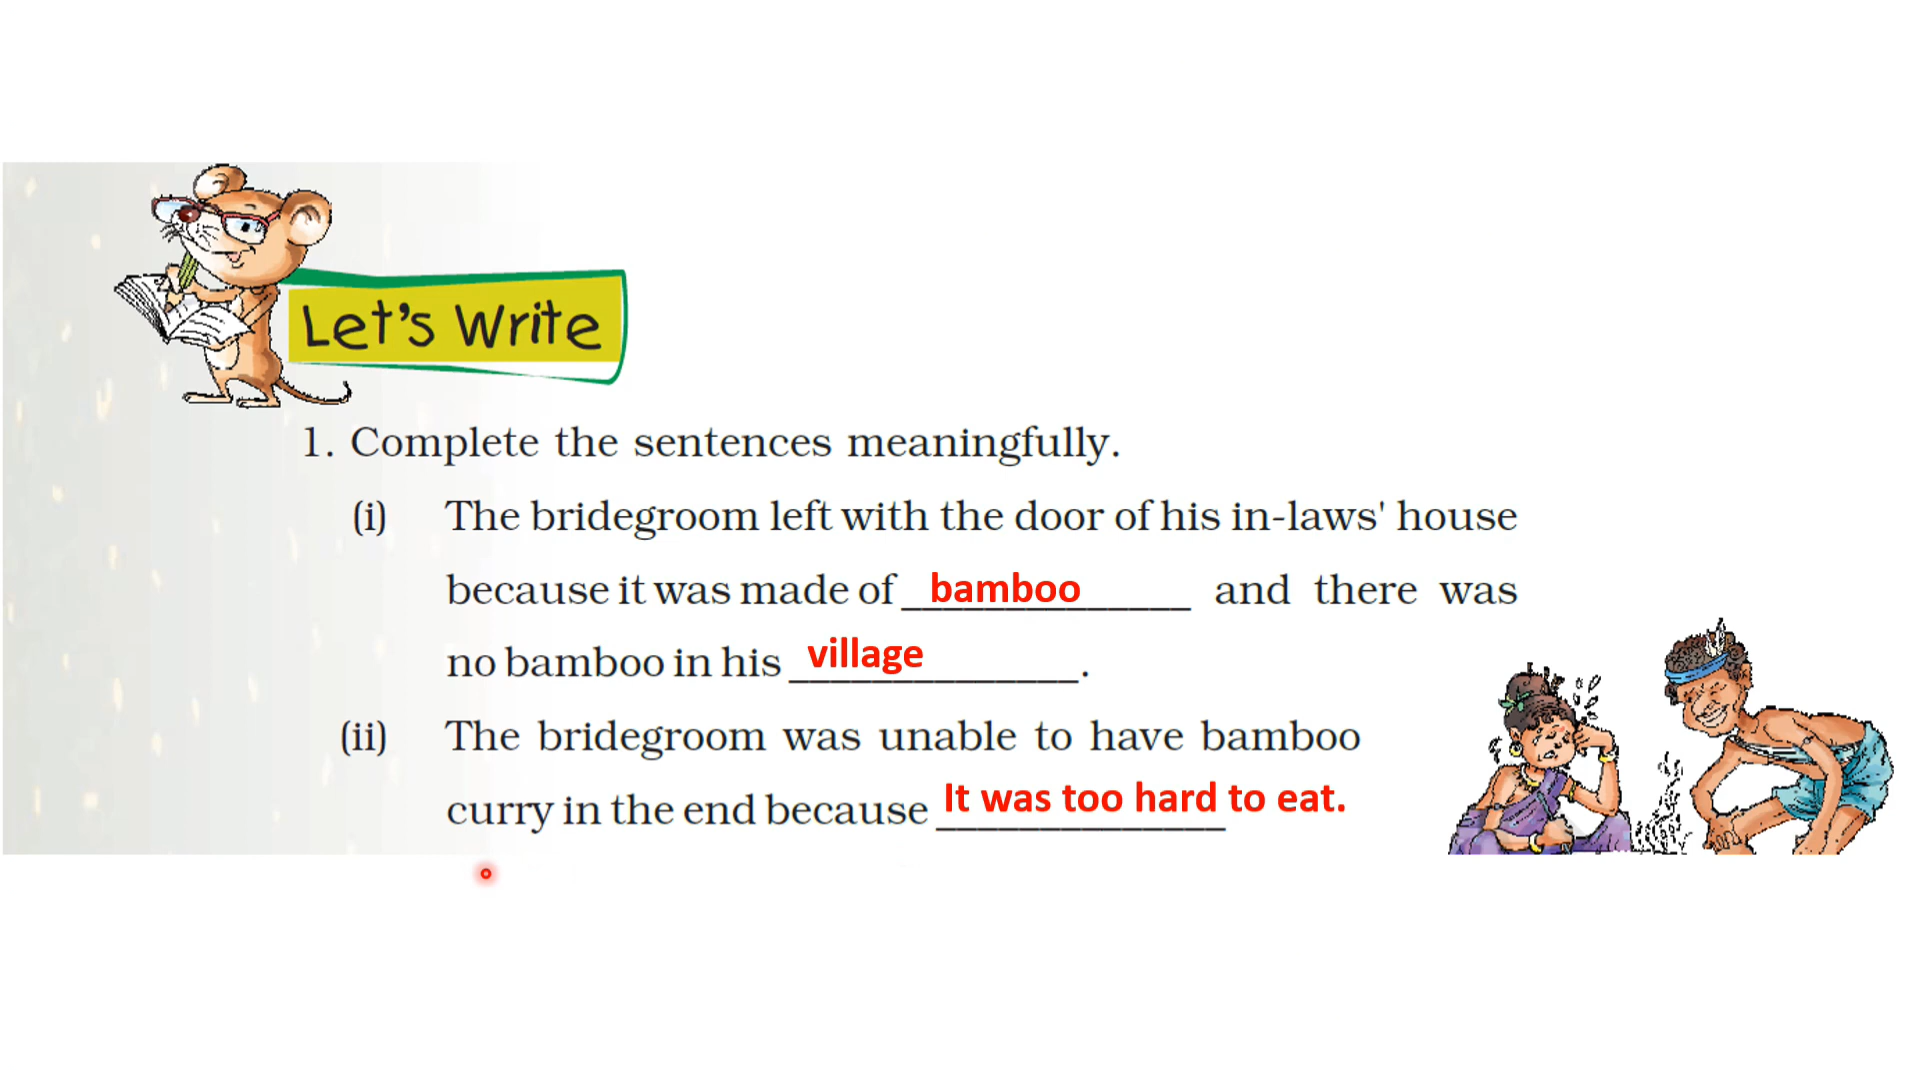 Let's Write
1. Complete the sentences meaningfully.
(i) The bridegroom left with the door of his in-laws' house
because it was made of bamboo and there was
no bamboo in his village.
(ii) The bridegroom was unable to have bamboo
curry in the end because It was too hard to eat.